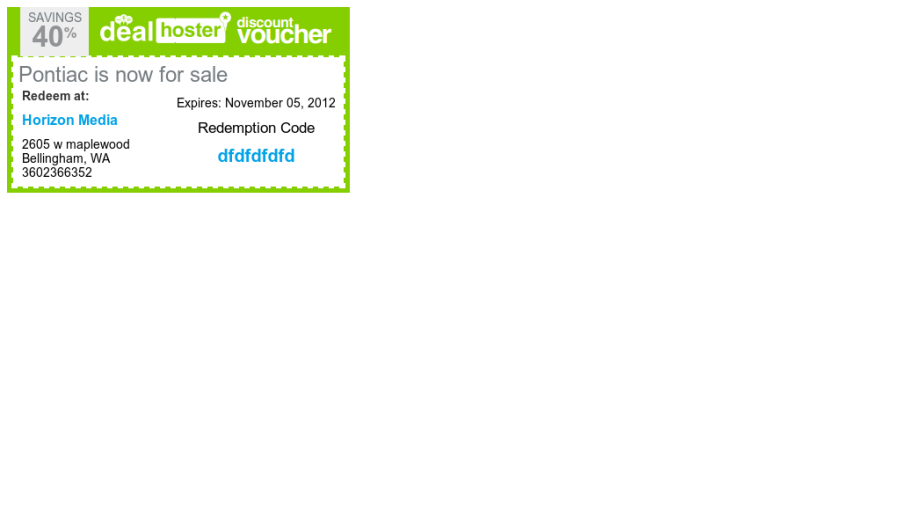 SAVINGS
40%
deal hoster discount voucher
Pontiac is now for sale
Redeem at:
Horizon Media
2605 w maplewood
Bellingham, WA
3602366352
Expires: November 05, 2012
Redemption Code
dfdfdfdfd